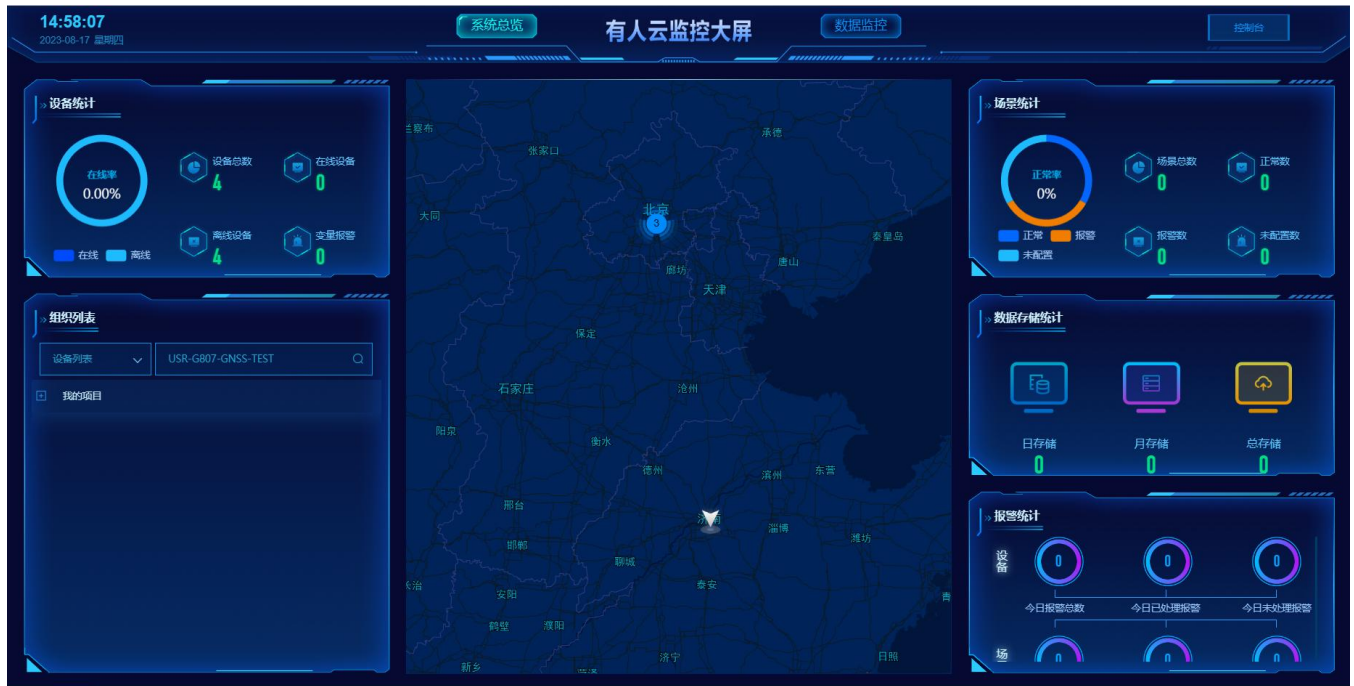 14:58:07
2023-08-17 星期四
系统总览
有人云监控大屏
数据监控
控制台
设备统计
在线率
0.00%
设备总数
4
在线设备
0
离线设备
4
变量报警
0
在线 离线
组织列表
设备列表
USR-G807-GNSS-TEST
我的项目
兰察布
承德
张家口
大同
北京
3
秦皇岛
廊坊
唐山
天津
保定
石家庄
沧州
阳泉
衡水
德州
滨州
东营
邢台
淄博
潍坊
邯郸
聊城
泰安
长治
安阳
青
鹤壁
濮阳
新乡
济宁
日照
场景统计
正常率
0%
场景总数
0
正常数
0
报警数
0
未配置数
0
正常 报警
未配置
数据存储统计
日存储
0
月存储
0
总存储
0
报警统计
设备
0
0
0
今日报警总数
今日已处理报警
今日未处理报警
场
0
0
0